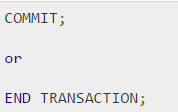 COMMIT;
or
END TRANSACTION;